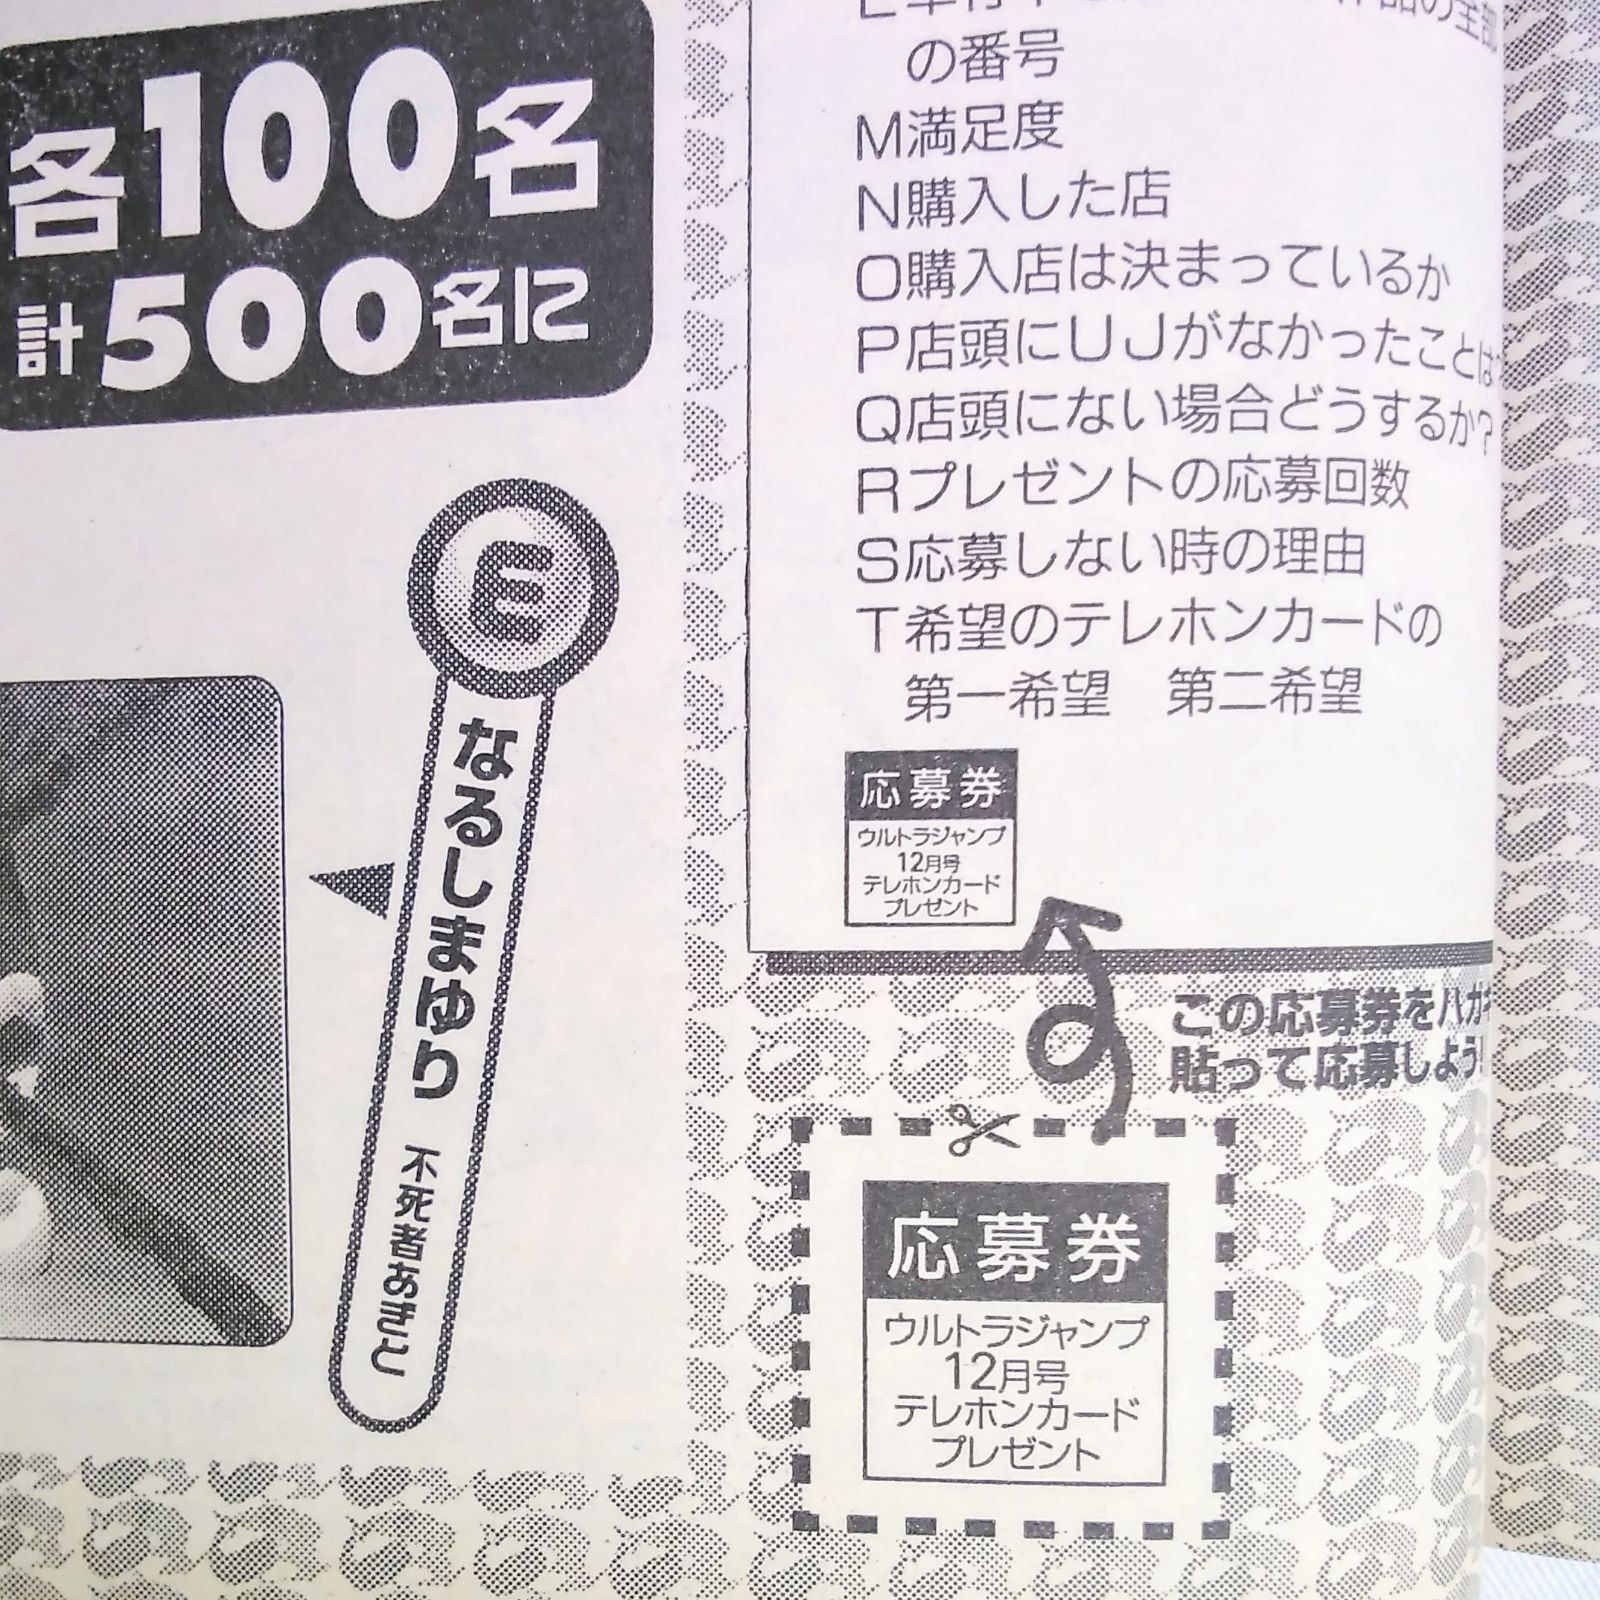 各100名
計500名に
E
なるしまゆり
不死者あぎと
の番号
M満足度
N購入した店
O購入店は決まっているか
P店頭にUJがなかったことは?
Q店頭にない場合どうするか?
Rプレゼントの応募回数
S応募しない時の理由
T希望のテレホンカードの
第一希望 第二希望
応募券
ウルトラジャンプ
12月号
テレホンカード
プレゼント
この応募券をハガキ
貼って応募しよう!
応募券
ウルトラジャンプ
12月号
テレホンカード
プレゼント